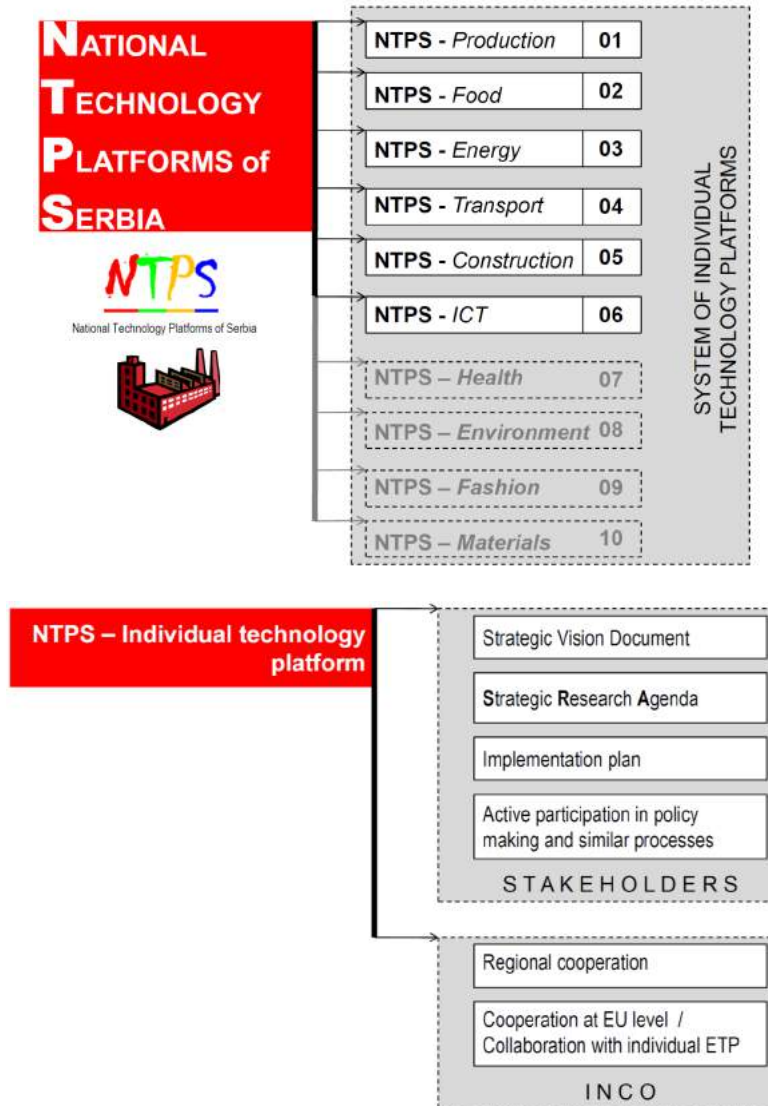 NATIONAL
TECHNOLOGY
PLATFORMS of
SERBIA
NTPS
National Technology Platforms of Serbia
NTPS - Production 01
NTPS - Food 02
NTPS - Energy 03
NTPS - Transport 04
NTPS - Construction 05
NTPS - ICT 06
NTPS – Health 07
NTPS – Environment 08
NTPS – Fashion 09
NTPS – Materials 10
SYSTEM OF INDIVIDUAL
TECHNOLOGY PLATFORMS
NTPS – Individual technology
platform
Strategic Vision Document
Strategic Research Agenda
Implementation plan
Active participation in policy
making and similar processes
STAKEHOLDERS
Regional cooperation
Cooperation at EU level /
Collaboration with individual ETP
INCO